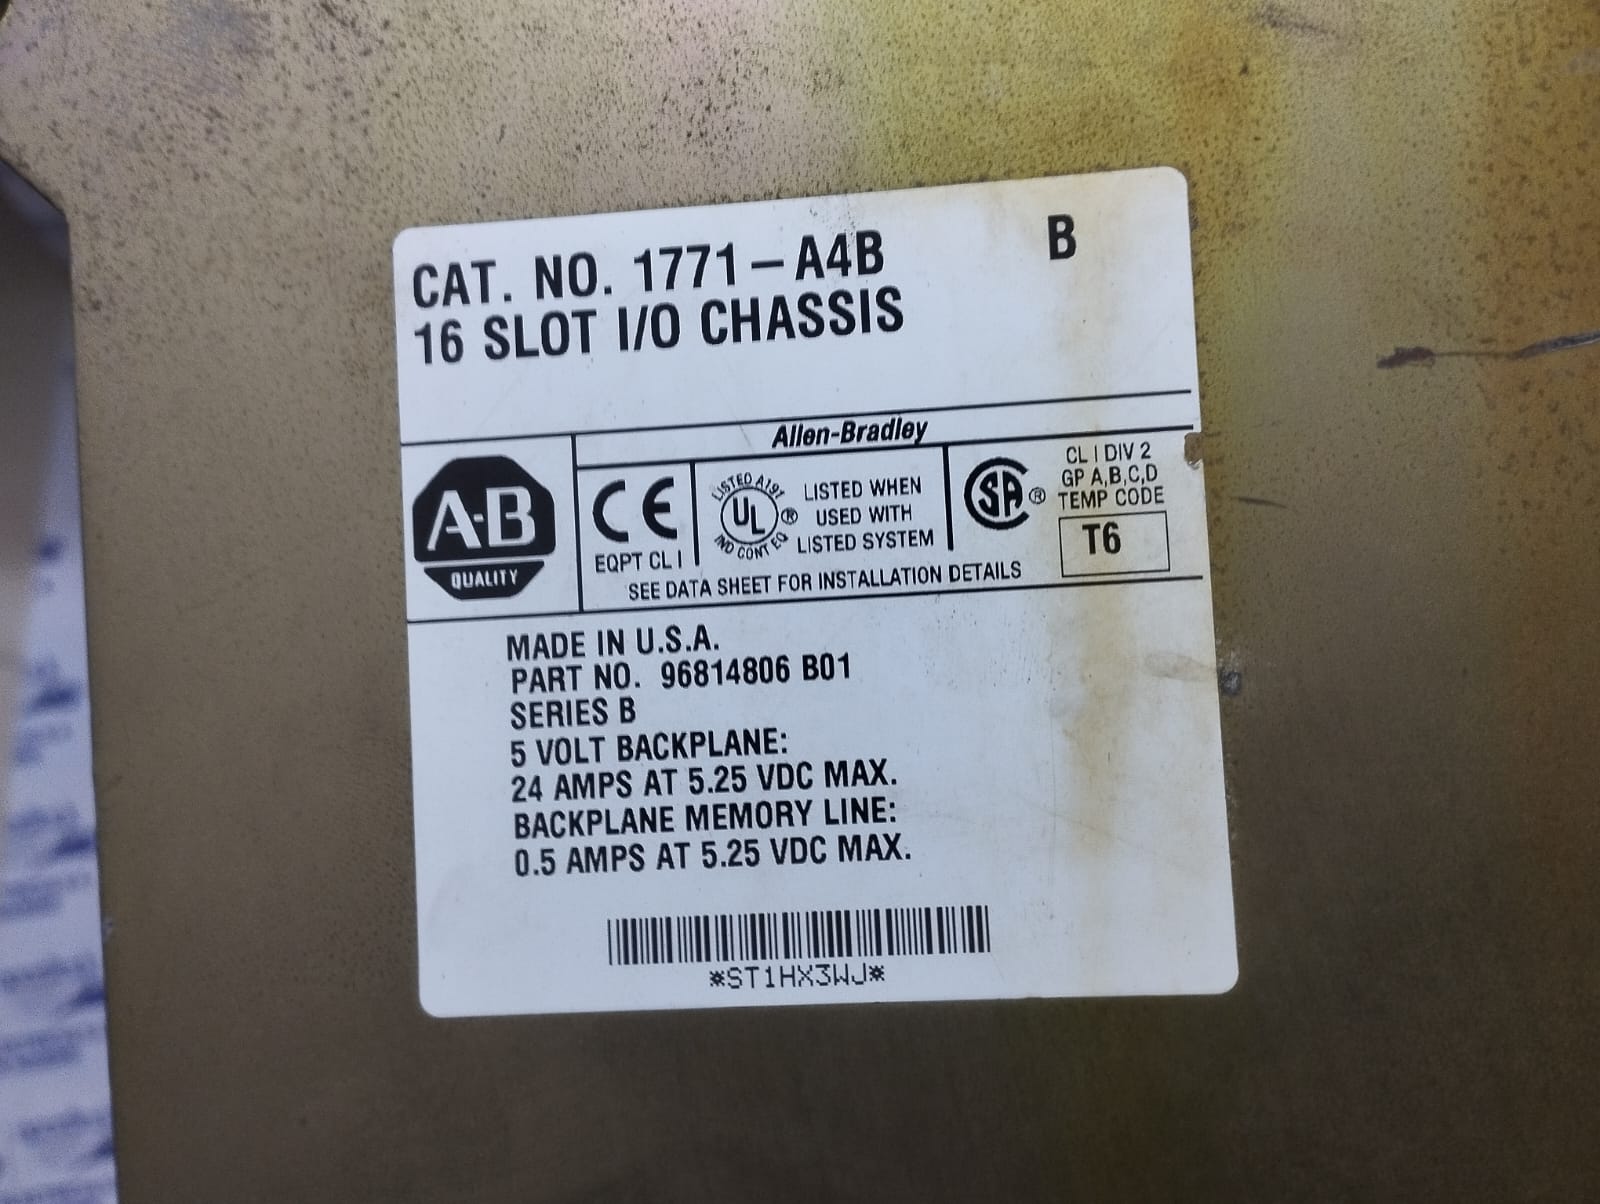 CAT. NO. 1771-A4B B
16 SLOT I/O CHASSIS
Allen-Bradley
A-B
QUALITY
CE
EQPT CL I
LISTED A197
UL ®
IND CONT EQ
LISTED WHEN
USED WITH
LISTED SYSTEM
SA ®
CL I DIV 2
GP A,B,C,D
TEMP CODE
T6
SEE DATA SHEET FOR INSTALLATION DETAILS
MADE IN U.S.A.
PART NO. 96814806 B01
SERIES B
5 VOLT BACKPLANE:
24 AMPS AT 5.25 VDC MAX.
BACKPLANE MEMORY LINE:
0.5 AMPS AT 5.25 VDC MAX.
*ST1HX3WJ*